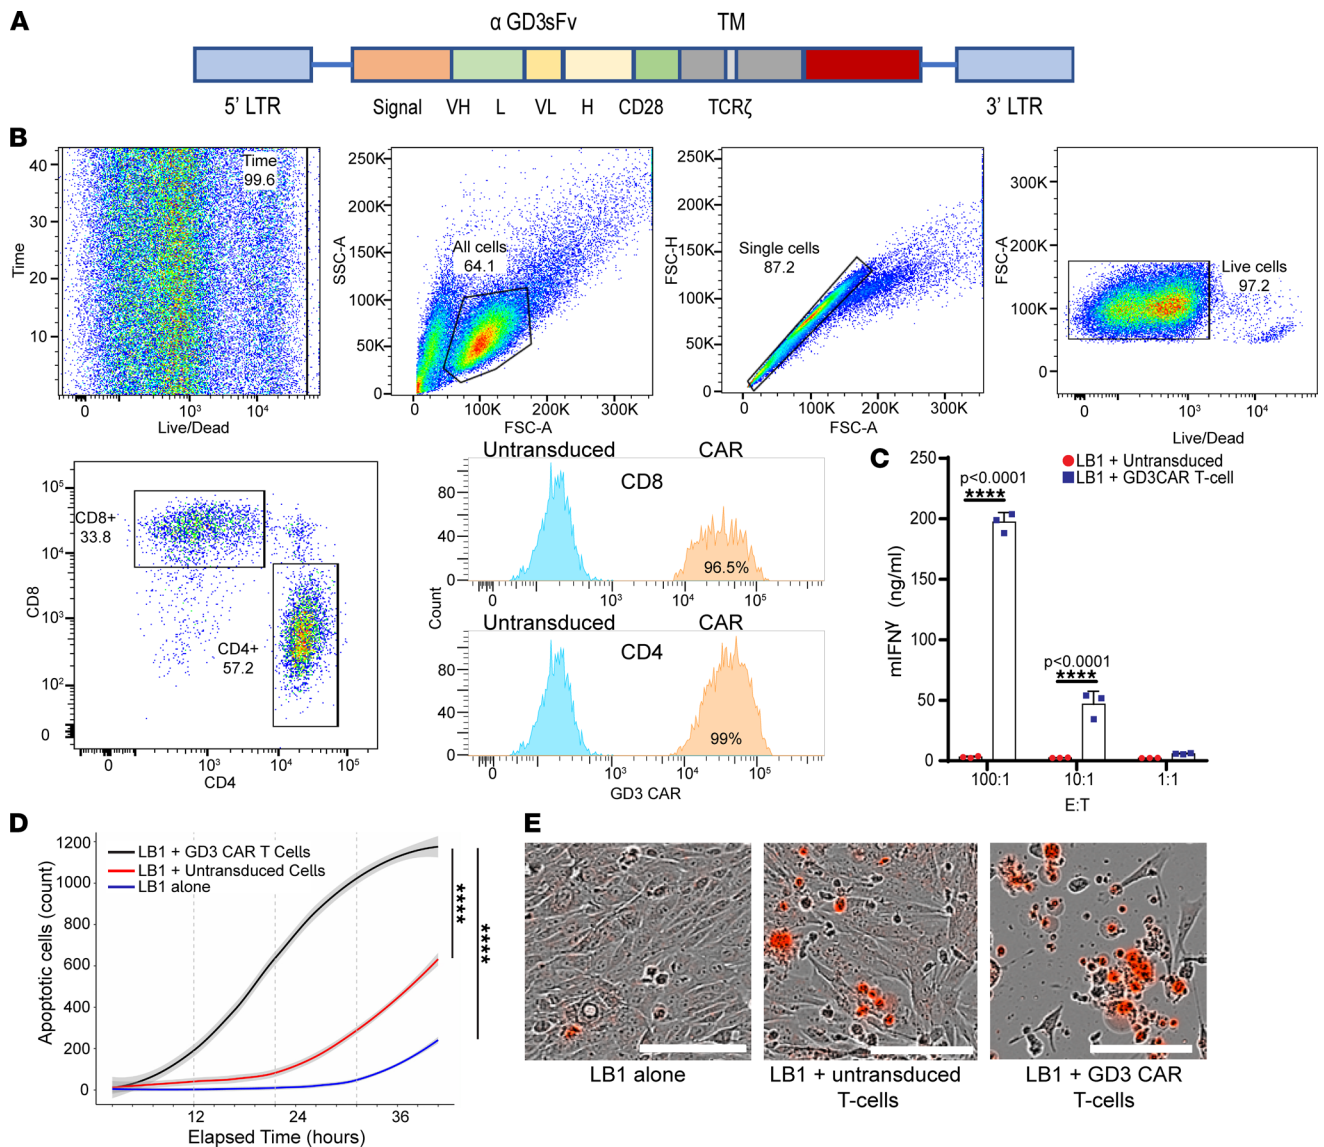 A
α GD3sFv
TM
5' LTR
Signal
VH
L
VL
H
CD28
TCRζ
3' LTR
B
Time
99.6
40
30
20
10
Time
0
10³
10⁴
Live/Dead
250K
200K
150K
100K
50K
0
SSC-A
All cells
64.1
0
100K
200K
300K
FSC-A
250K
200K
150K
100K
50K
0
FSC-H
Single cells
87.2
0
100K
200K
300K
FSC-A
300K
200K
100K
0
FSC-A
Live cells
97.2
0
10³
10⁴
Live/Dead
10⁵
10⁴
10³
10²
0
CD8
CD8+
33.8
CD4+
57.2
0
10³
10⁴
10⁵
CD4
Untransduced
CAR
CD8
80
40
0
96.5%
0
10³
10⁴
10⁵
Count
Untransduced
CAR
CD4
80
40
0
99%
0
10³
10⁴
10⁵
GD3 CAR
C
LB1 + Untransduced
LB1 + GD3CAR T-cell
250
200
150
100
50
0
mIFNγ (ng/ml)
p<0.0001
****
p<0.0001
****
100:1
10:1
1:1
E:T
D
LB1 + GD3 CAR T Cells
LB1 + Untransduced Cells
LB1 alone
1200
1000
800
600
400
200
0
Apoptotic cells (count)
****
****
12
24
36
Elapsed Time (hours)
E
LB1 alone
LB1 + untransduced
T-cells
LB1 + GD3 CAR
T-cells